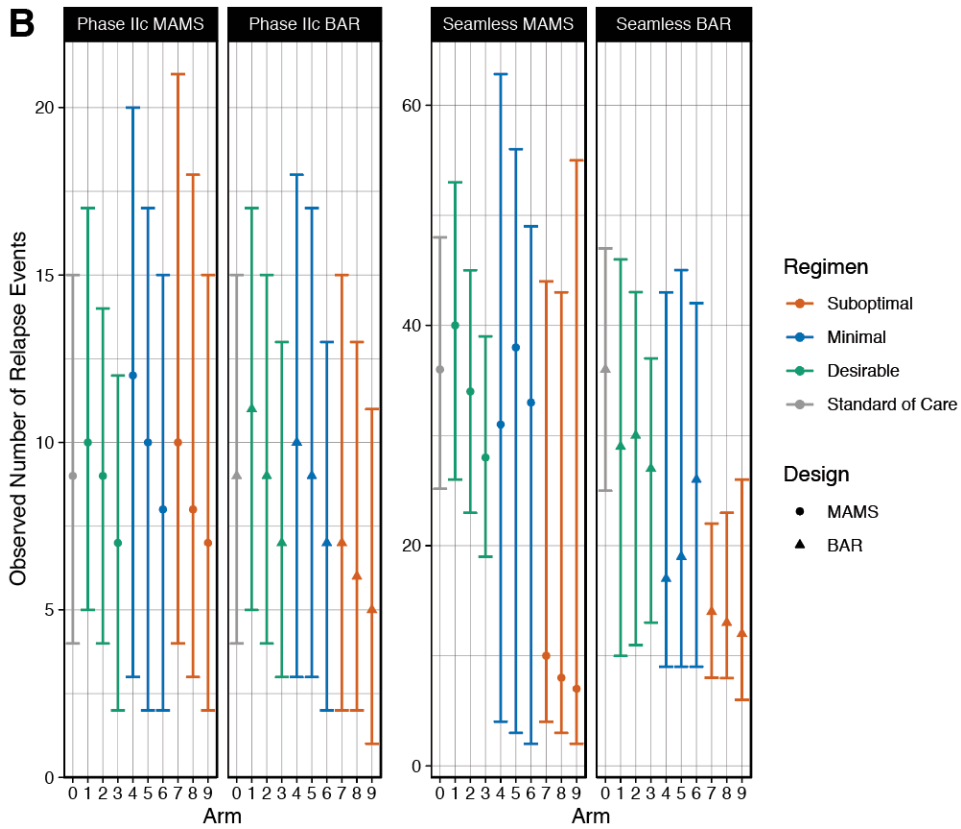 B
Phase IIc MAMS
Phase IIc BAR
Seamless MAMS
Seamless BAR
Observed Number of Relapse Events
20
15
10
5
0
60
40
20
0
0 1 2 3 4 5 6 7 8 9
0 1 2 3 4 5 6 7 8 9
0 1 2 3 4 5 6 7 8 9
0 1 2 3 4 5 6 7 8 9
Arm
Arm
Regimen
Suboptimal
Minimal
Desirable
Standard of Care
Design
MAMS
BAR